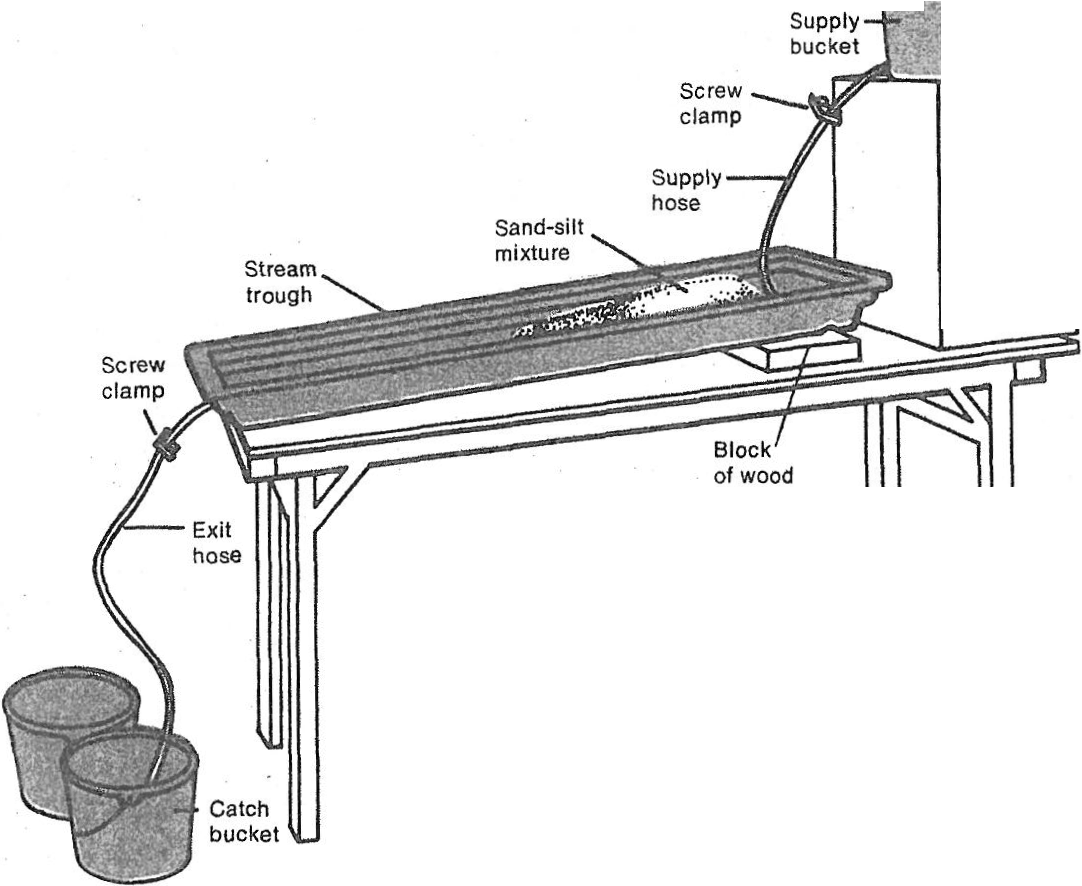 Supply
bucket
Screw
clamp
Supply
hose
Sand-silt
mixture
Stream
trough
Screw
clamp
Block
of wood
Exit
hose
Catch
bucket